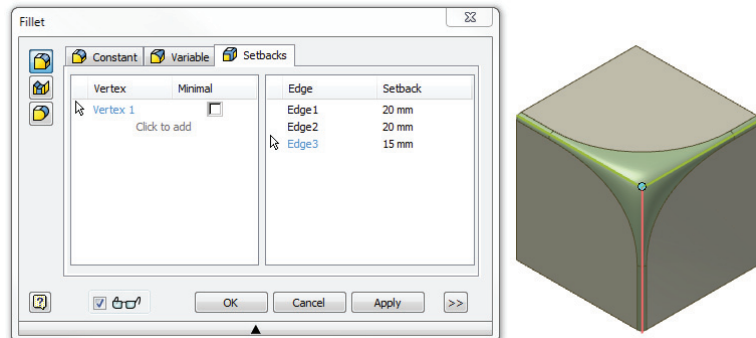 Fillet
Constant Variable Setbacks
Vertex Minimal Edge Setback
Vertex 1 Edge1 20 mm
Click to add Edge2 20 mm
Edge3 15 mm
? OK Cancel Apply >>